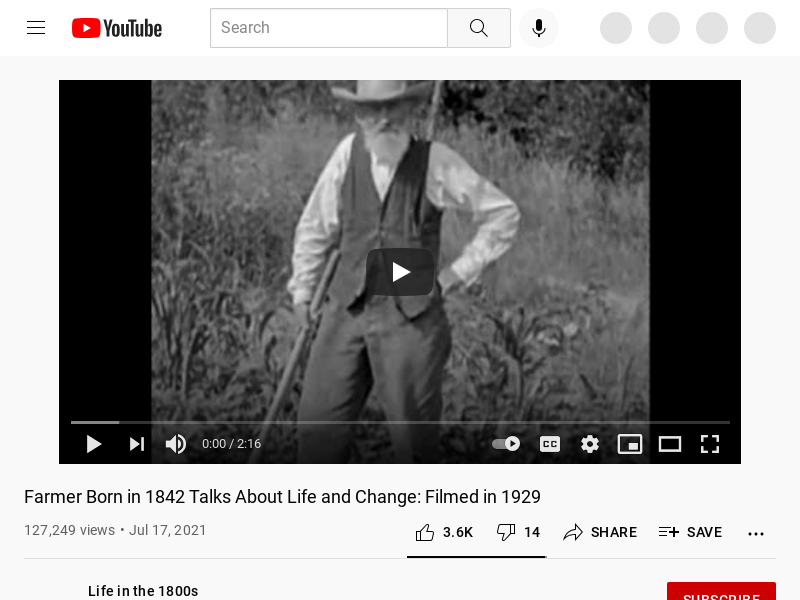 YouTube
Search
0:00 / 2:16
CC
Farmer Born in 1842 Talks About Life and Change: Filmed in 1929
127,249 views • Jul 17, 2021
3.6K
14
SHARE
SAVE
Life in the 1800s
SUBSCRIBE